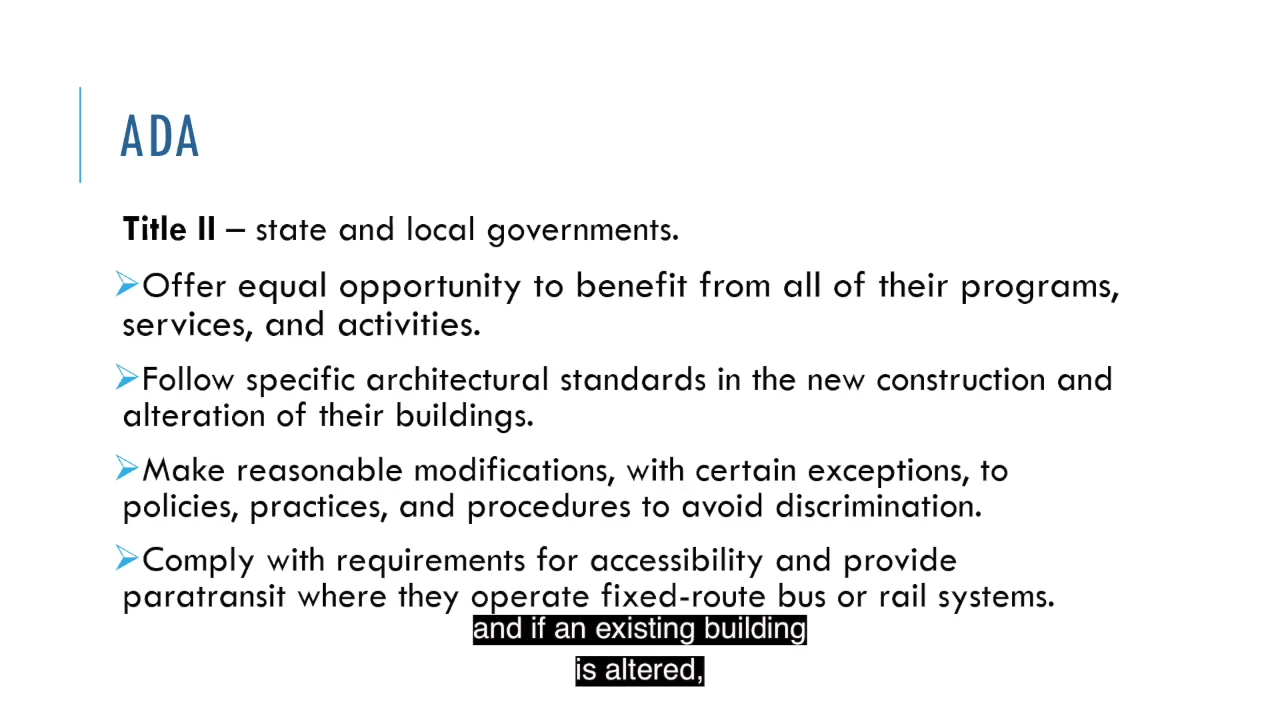 ADA
Title II – state and local governments.
➢Offer equal opportunity to benefit from all of their programs,
services, and activities.
➢Follow specific architectural standards in the new construction and
alteration of their buildings.
➢Make reasonable modifications, with certain exceptions, to
policies, practices, and procedures to avoid discrimination.
➢Comply with requirements for accessibility and provide
paratransit where they operate fixed-route bus or rail systems.
and if an existing building
is altered,